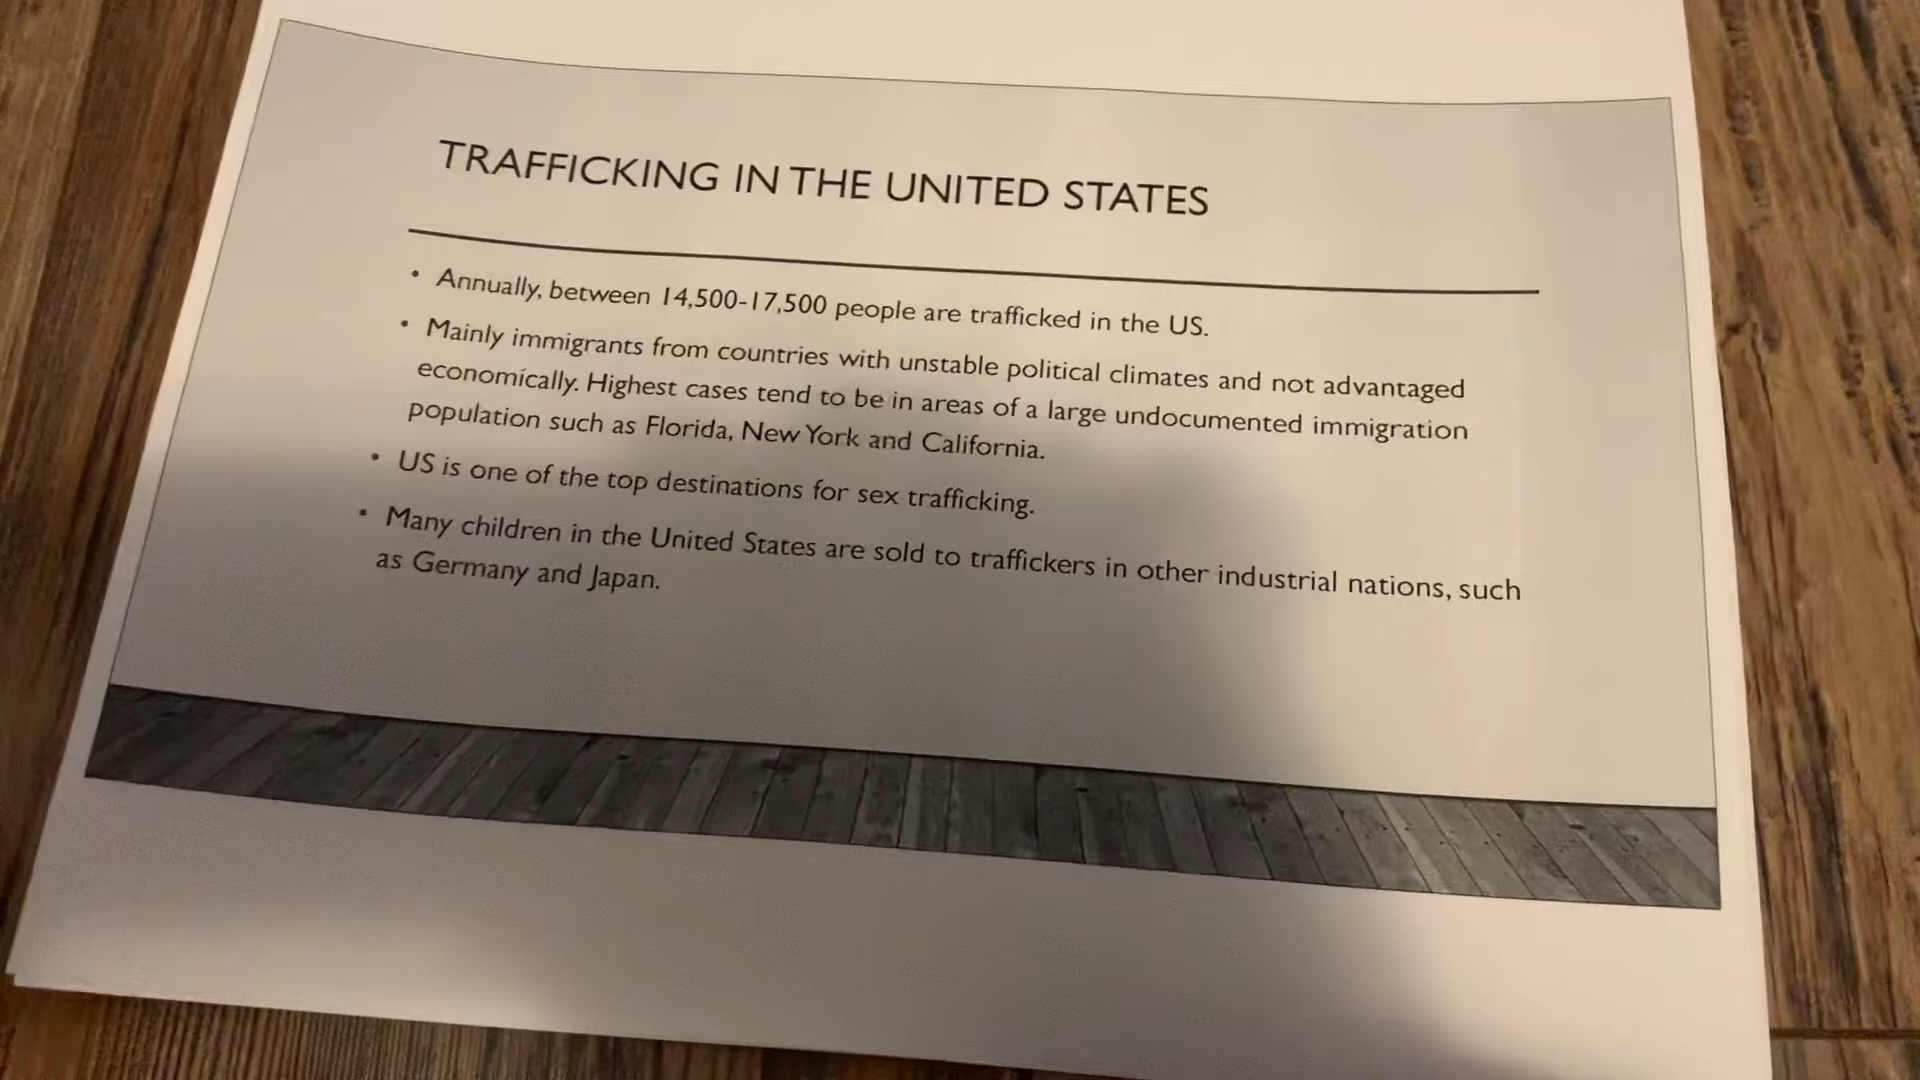 TRAFFICKING IN THE UNITED STATES
• Annually, between 14,500-17,500 people are trafficked in the US.
• Mainly immigrants from countries with unstable political climates and not advantaged
economically. Highest cases tend to be in areas of a large undocumented immigration
population such as Florida, New York and California.
• US is one of the top destinations for sex trafficking.
• Many children in the United States are sold to traffickers in other industrial nations, such
as Germany and Japan.